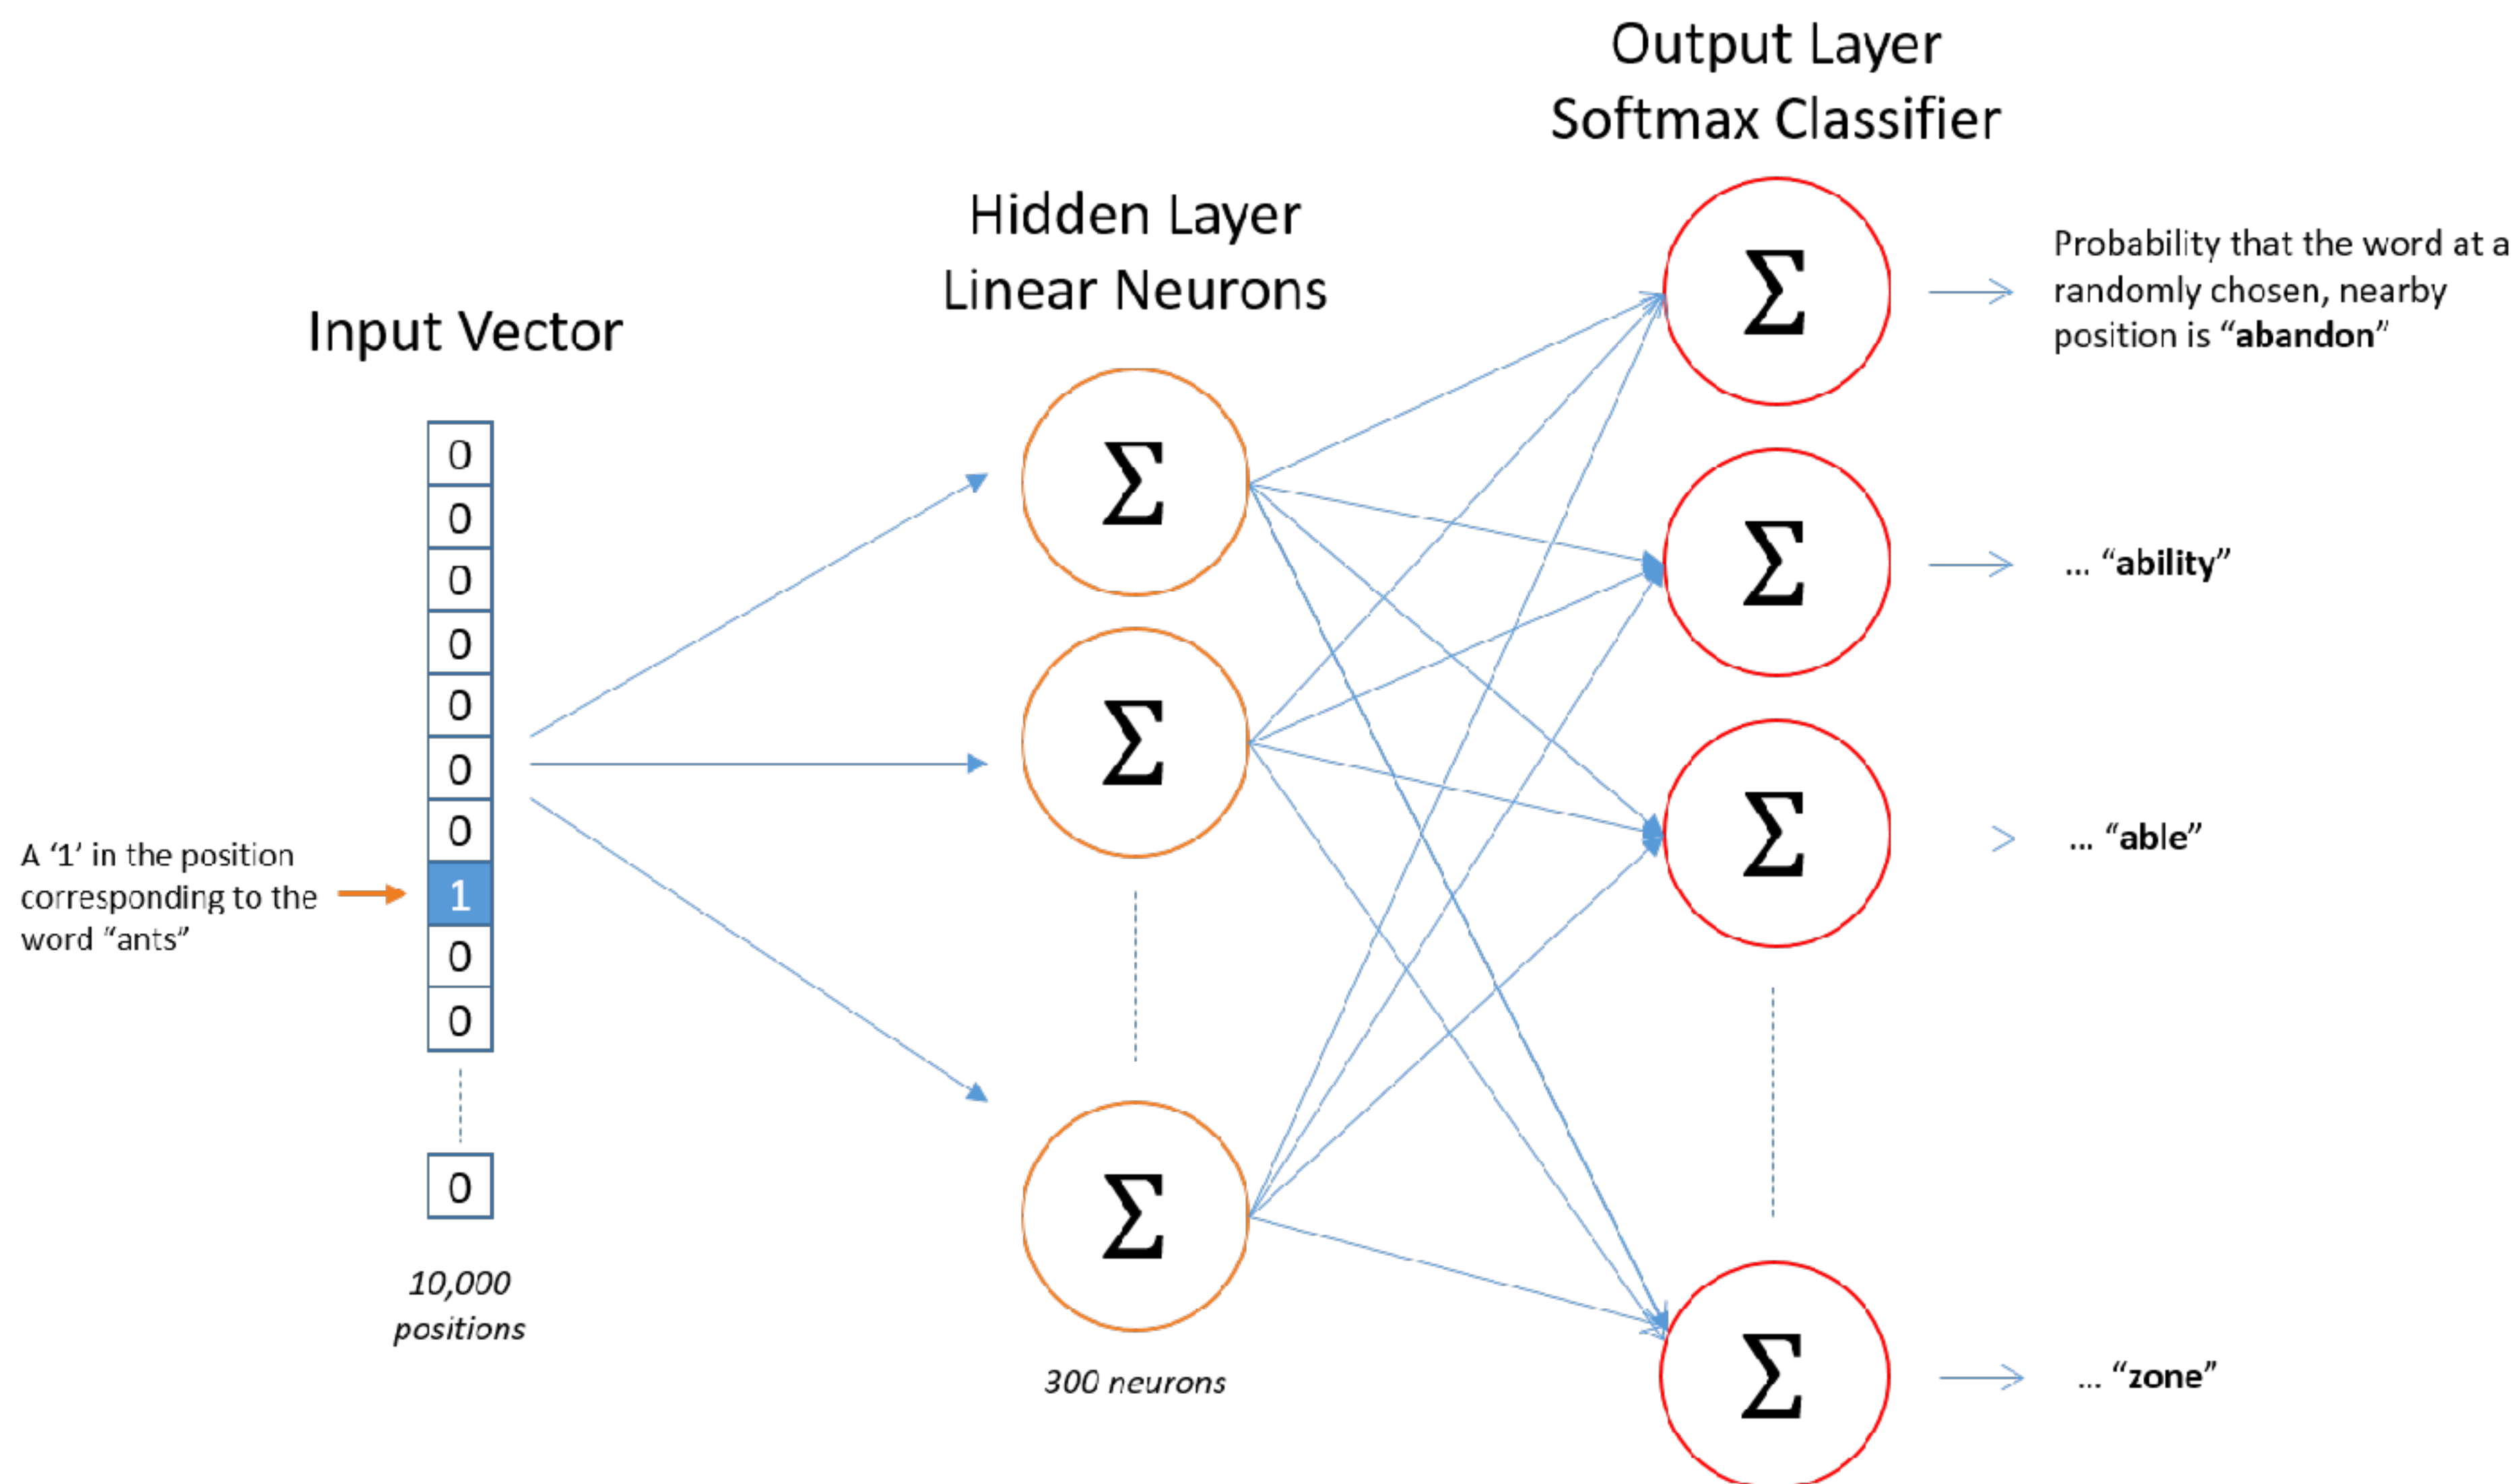 Output Layer
Softmax Classifier
Hidden Layer
Linear Neurons
Input Vector
0
0
0
0
0
0
0
1
0
0
0
A ‘1’ in the position
corresponding to the
word “ants”
10,000
positions
Σ
Σ
Σ
300 neurons
Σ
Σ
Σ
Σ
Probability that the word at a
randomly chosen, nearby
position is “abandon”
... “ability”
... “able”
... “zone”